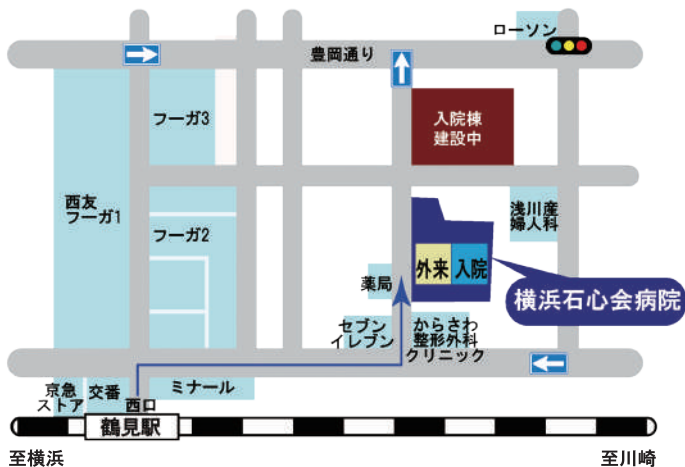 ローソン
豊岡通り
フーガ3
入院棟
建設中
西友
フーガ1
フーガ2
浅川産
婦人科
外来
入院
薬局
横浜石心会病院
セブン
イレブン
からさわ
整形外科
クリニック
京急
ストア
交番
西口
ミナール
鶴見駅
至横浜
至川崎